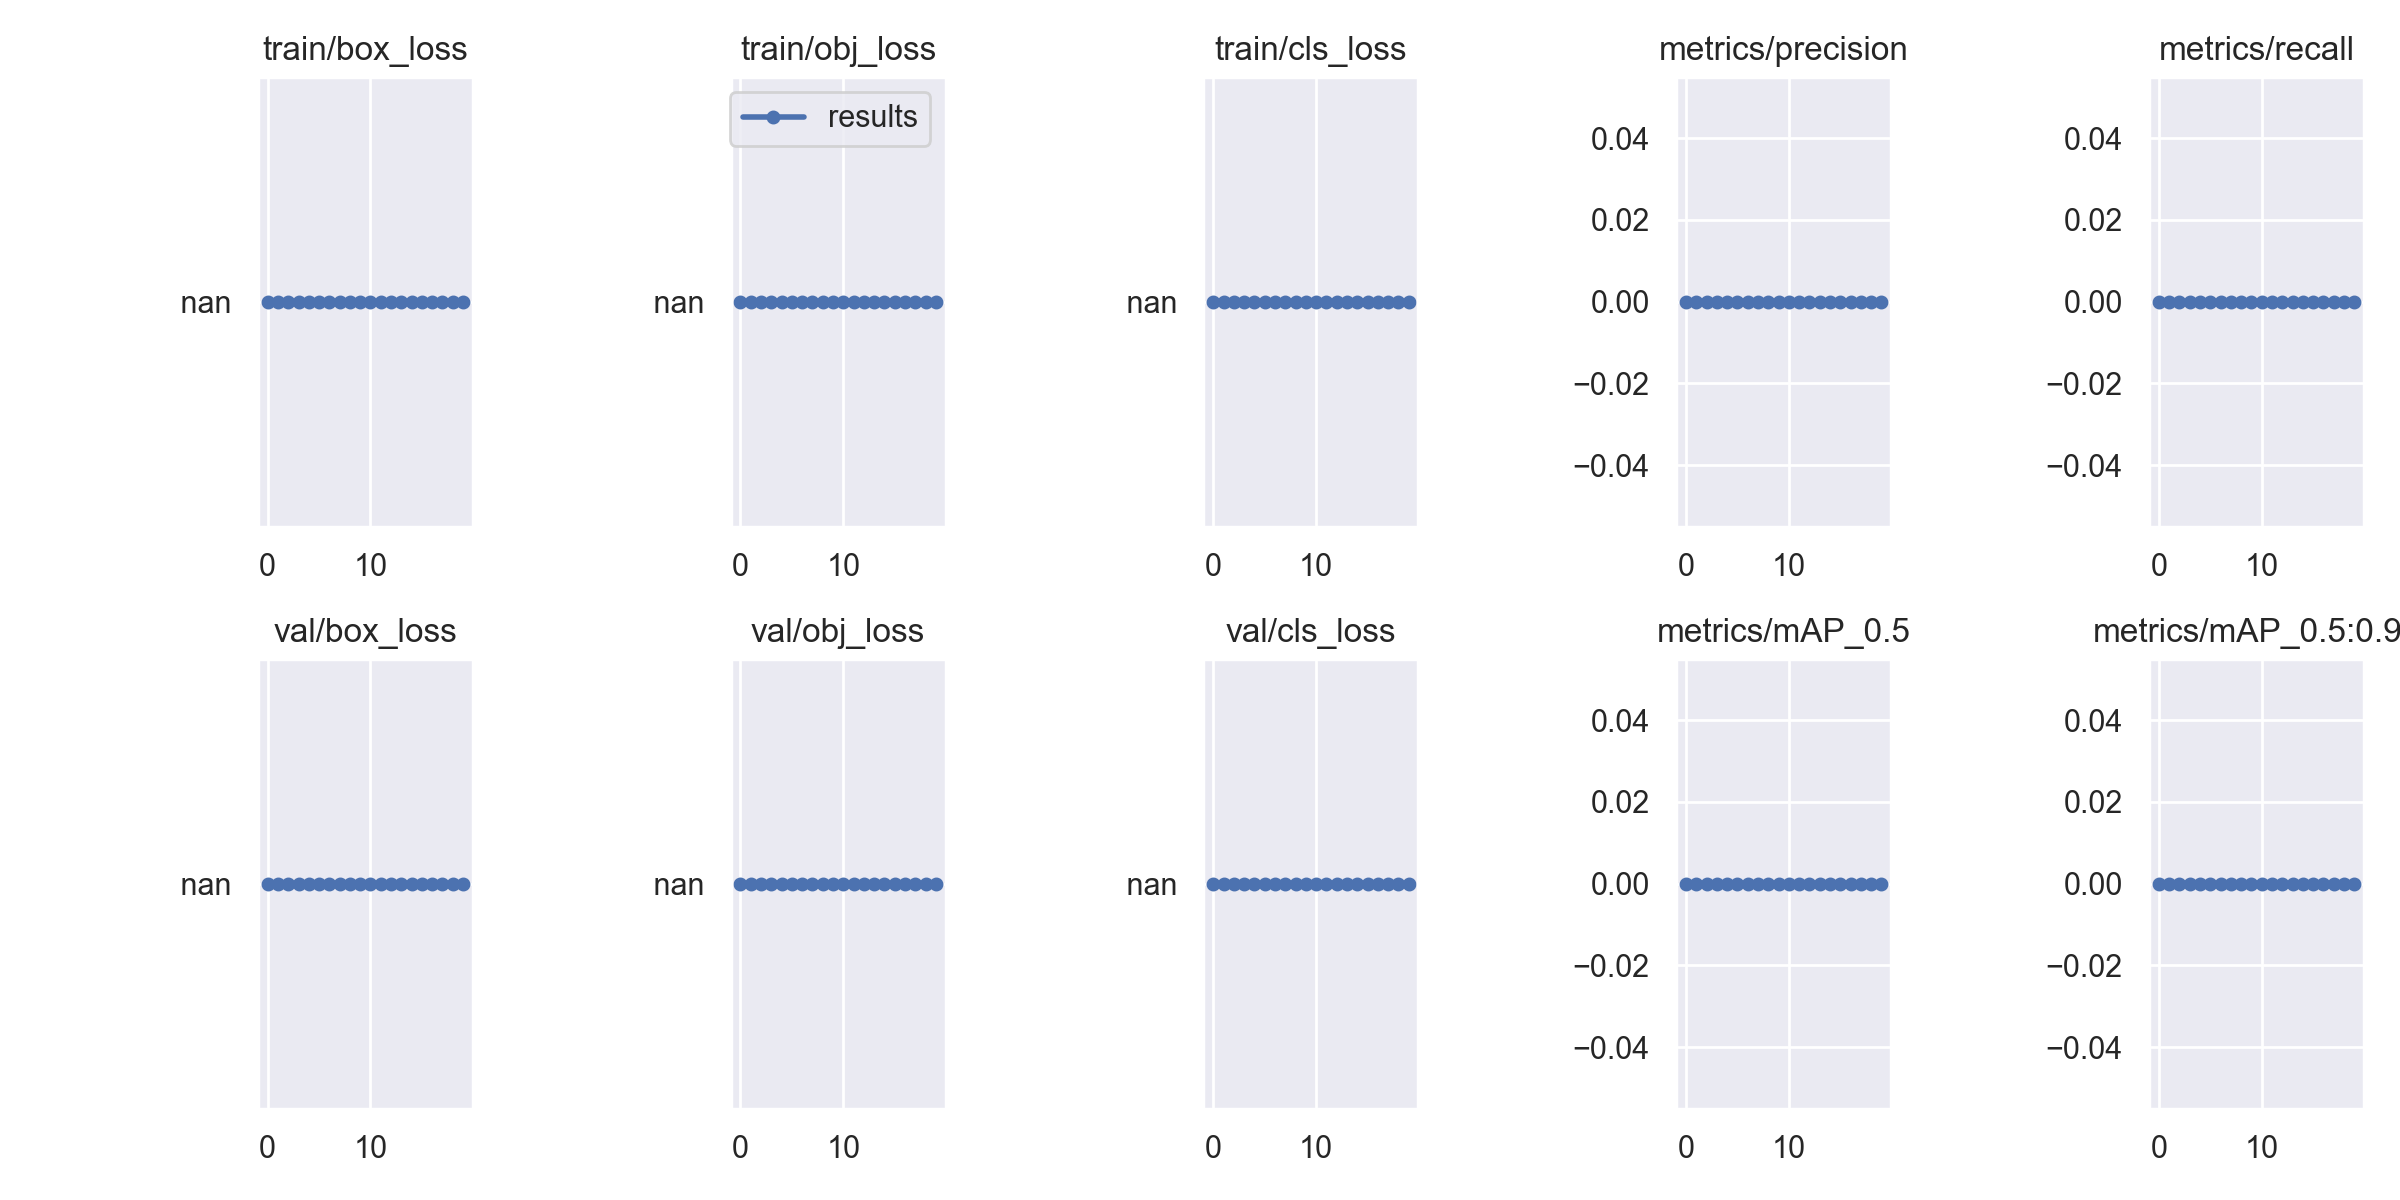 train/box_loss
train/obj_loss
train/cls_loss
metrics/precision
metrics/recall
results
nan
nan
nan
0.04
0.02
0.00
−0.02
−0.04
0.04
0.02
0.00
−0.02
−0.04
0 10
0 10
0 10
0 10
0 10
val/box_loss
val/obj_loss
val/cls_loss
metrics/mAP_0.5
metrics/mAP_0.5:0.9
nan
nan
nan
0.04
0.02
0.00
−0.02
−0.04
0.04
0.02
0.00
−0.02
−0.04
0 10
0 10
0 10
0 10
0 10